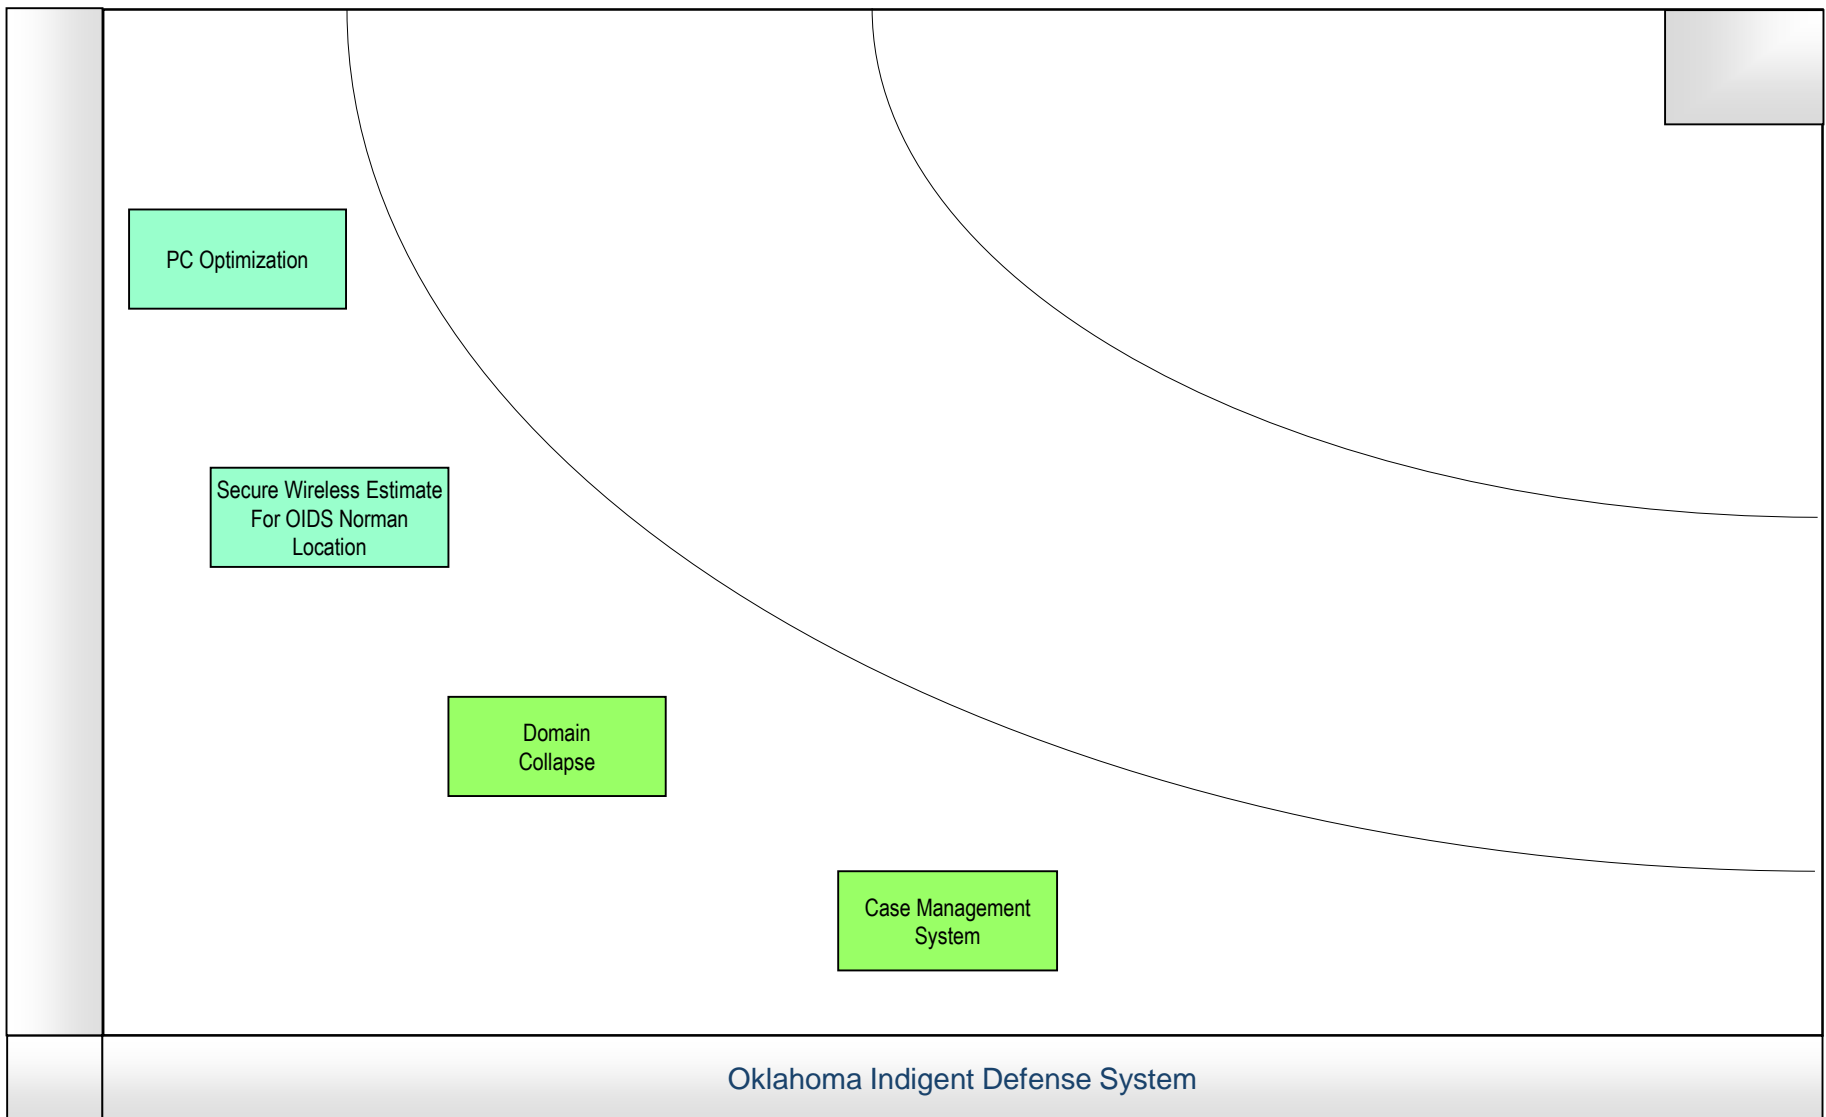 PC Optimization
Secure Wireless Estimate
For OIDS Norman
Location
Domain
Collapse
Case Management
System
Oklahoma Indigent Defense System